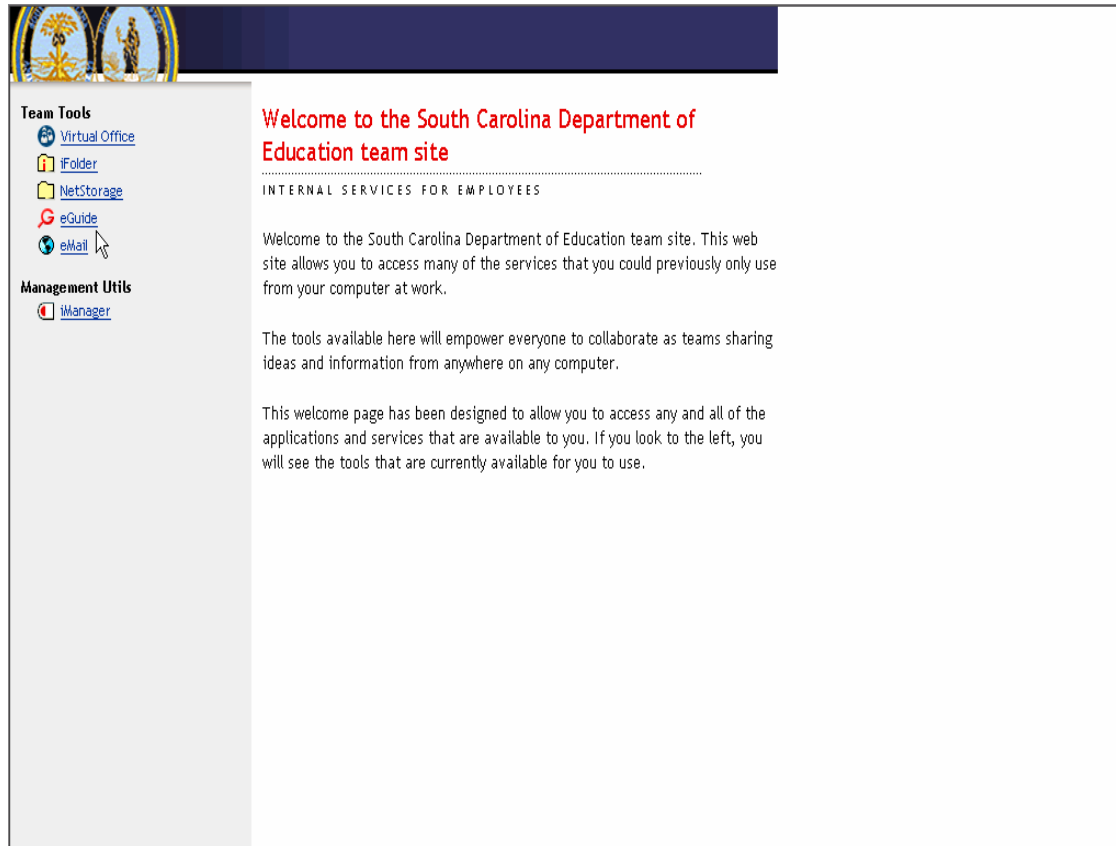 Team Tools
Virtual Office
iFolder
NetStorage
eGuide
eMail
Management Utils
iManager
Welcome to the South Carolina Department of
Education team site
INTERNAL SERVICES FOR EMPLOYEES
Welcome to the South Carolina Department of Education team site. This web
site allows you to access many of the services that you could previously only use
from your computer at work.
The tools available here will empower everyone to collaborate as teams sharing
ideas and information from anywhere on any computer.
This welcome page has been designed to allow you to access any and all of the
applications and services that are available to you. If you look to the left, you
will see the tools that are currently available for you to use.